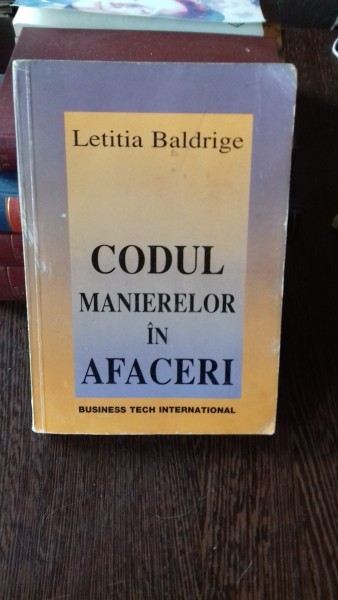 Letitia Baldrige
CODUL
MANIERELOR
ÎN
AFACERI
BUSINESS TECH INTERNATIONAL